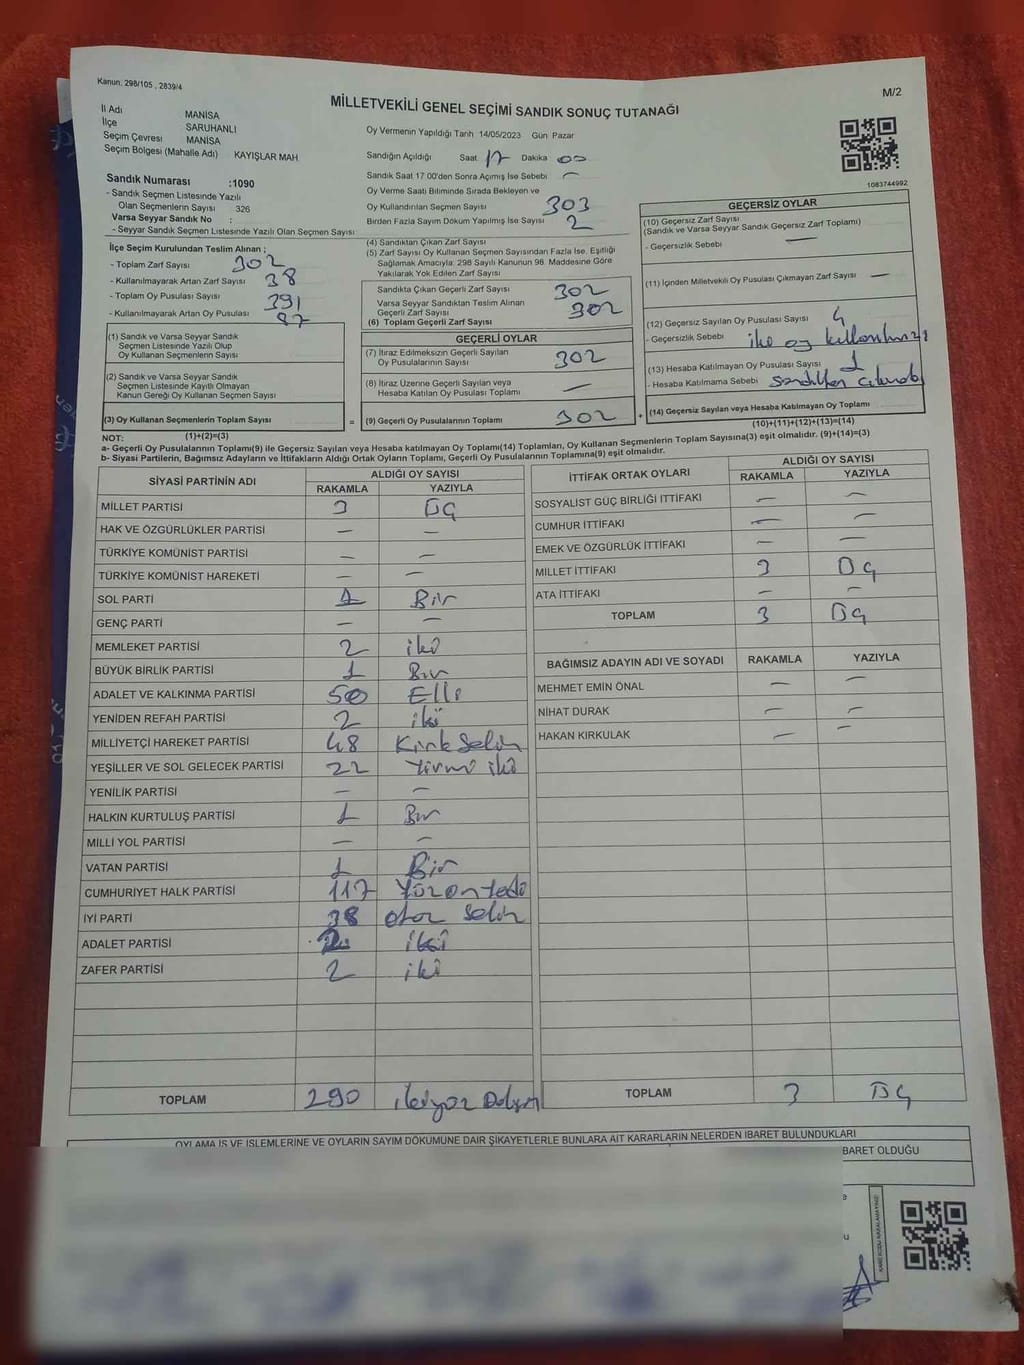 Kanun: 298/105 , 2839/4
M/2
MİLLETVEKİLİ GENEL SEÇİMİ SANDIK SONUÇ TUTANAĞI
İl Adı MANİSA
İlçe SARUHANLI
Seçim Çevresi MANİSA
Seçim Bölgesi (Mahalle Adı) KAYIŞLAR MAH
Sandık Numarası :1090
- Sandık Seçmen Listesinde Yazılı
Olan Seçmenlerin Sayısı 326
Varsa Seyyar Sandık No :
- Seyyar Sandık Seçmen Listesinde Yazılı Olan Seçmen Sayısı
Oy Vermenin Yapıldığı Tarih 14/05/2023 Gün Pazar
Sandığın Açıldığı Saat 17 Dakika 00
Sandık Saat 17:00'den Sonra Açımış İse Sebebi —
Oy Verme Saati Bitiminde Sırada Bekleyen ve
Oy Kullandırılan Seçmen Sayısı 303
Birden Fazla Sayım Döküm Yapılmış İse Sayısı 2
1083744992
İlçe Seçim Kurulundan Teslim Alınan ;
- Toplam Zarf Sayısı 302
- Kullanılmayarak Artan Zarf Sayısı 38
- Toplam Oy Pusulası Sayısı 391
- Kullanılmayarak Artan Oy Pusulası 87
(1) Sandık ve Varsa Seyyar Sandık
Seçmen Listesinde Yazılı Olup
Oy Kullanan Seçmenlerin Sayısı
(2) Sandık ve Varsa Seyyar Sandık
Seçmen Listesinde Kayıtlı Olmayan
Kanun Gereği Oy Kullanan Seçmen Sayısı
(3) Oy Kullanan Seçmenlerin Toplam Sayısı
(1)+(2)=(3)
(4) Sandıktan Çıkan Zarf Sayısı
(5) Zarf Sayısı Oy Kullanan Seçmen Sayısından Fazla İse, Eşitliği
Sağlamak Amacıyla; 298 Sayılı Kanunun 98. Maddesine Göre
Yakılarak Yok Edilen Zarf Sayısı
Sandıkta Çıkan Geçerli Zarf 302
Varsa Seyyar Sandıktan Teslim Alınan
Geçerli Zarf Sayısı 302
(6) Toplam Geçerli Zarf Sayısı
GEÇERLİ OYLAR
(7) İtiraz Edilmeksizin Geçerli Sayılan
Oy Pusulalarının Sayısı 302
(8) İtiraz Üzerine Geçerli Sayılan veya
Hesaba Katılan Oy Pusulası Toplamı —
= (9) Geçerli Oy Pusulalarının Toplamı 302 +
GEÇERSİZ OYLAR
(10) Geçersiz Zarf Sayısı
(Sandık ve Varsa Seyyar Sandık Geçersiz Zarf Toplamı)
- Geçersizlik Sebebi —
(11) İçinden Milletvekili Oy Pusulası Çıkmayan Zarf Sayısı —
(12) Geçersiz Sayılan Oy Pusulası Sayısı
- Geçersizlik Sebebi iki oy
(13) Hesaba Katılmayan Oy Pusulası Sayısı 1
- Hesaba Katılmama Sebebi
(14) Geçersiz Sayılan veya Hesaba Katılmayan Oy Toplamı
(10)+(11)+(12)+(13)=(14)
NOT:
a- Geçerli Oy Pusulalarının Toplamı(9) ile Geçersiz Sayılan veya Hesaba katılmayan Oy Toplamı(14) Toplamları, Oy Kullanan Seçmenlerin Toplam Sayısına(3) eşit olmalıdır. (9)+(14)=(3)
b- Siyasi Partilerin, Bağımsız Adayların ve İttifakların Aldığı Ortak Oyların Toplamı, Geçerli Oy Pusulalarının Toplamına(9) eşit olmalıdır.
SİYASİ PARTİNİN ADI ALDIĞI OY SAYISI
RAKAMLA YAZIYLA
MİLLET PARTİSİ 3 üç
HAK VE ÖZGÜRLÜKLER PARTİSİ — —
TÜRKİYE KOMÜNİST PARTİSİ — —
TÜRKİYE KOMÜNİST HAREKETİ — —
SOL PARTİ 1 Bir
GENÇ PARTİ — —
MEMLEKET PARTİSİ 2 iki
BÜYÜK BİRLİK PARTİSİ 1 Bir
ADALET VE KALKINMA PARTİSİ 50 Elli
YENİDEN REFAH PARTİSİ 2 iki
MİLLİYETÇİ HAREKET PARTİSİ 48 Kırk Sekiz
YEŞİLLER VE SOL GELECEK PARTİSİ 22 Yirmi iki
YENİLİK PARTİSİ — —
HALKIN KURTULUŞ PARTİSİ 1 Bir
MİLLİ YOL PARTİSİ — —
VATAN PARTİSİ 1 Bir
CUMHURİYET HALK PARTİSİ 117 Yüzonyedi
İYİ PARTİ 38 otuz Sekiz
ADALET PARTİSİ 2 iki
ZAFER PARTİSİ 2 iki
TOPLAM 290 ikiyüz Doksan
İTTİFAK ORTAK OYLARI ALDIĞI OY SAYISI
RAKAMLA YAZIYLA
SOSYALİST GÜÇ BİRLİĞİ İTTİFAKI — —
CUMHUR İTTİFAKI — —
EMEK VE ÖZGÜRLÜK İTTİFAKI — —
MİLLET İTTİFAKI 3 üç
ATA İTTİFAKI — —
TOPLAM 3 üç
BAĞIMSIZ ADAYIN ADI VE SOYADI RAKAMLA YAZIYLA
MEHMET EMİN ÖNAL — —
NİHAT DURAK — —
HAKAN KIRKULAK — —
TOPLAM 3 üç
OYLAMA İŞ VE İŞLEMLERİNE VE OYLARIN SAYIM DÖKÜMÜNE DAİR ŞİKAYETLERLE BUNLARA AİT KARARLARIN NELERDEN İBARET BULUNDUKLARI
BARET OLDUĞU
KARE KODU KARALAMAYINIZ!